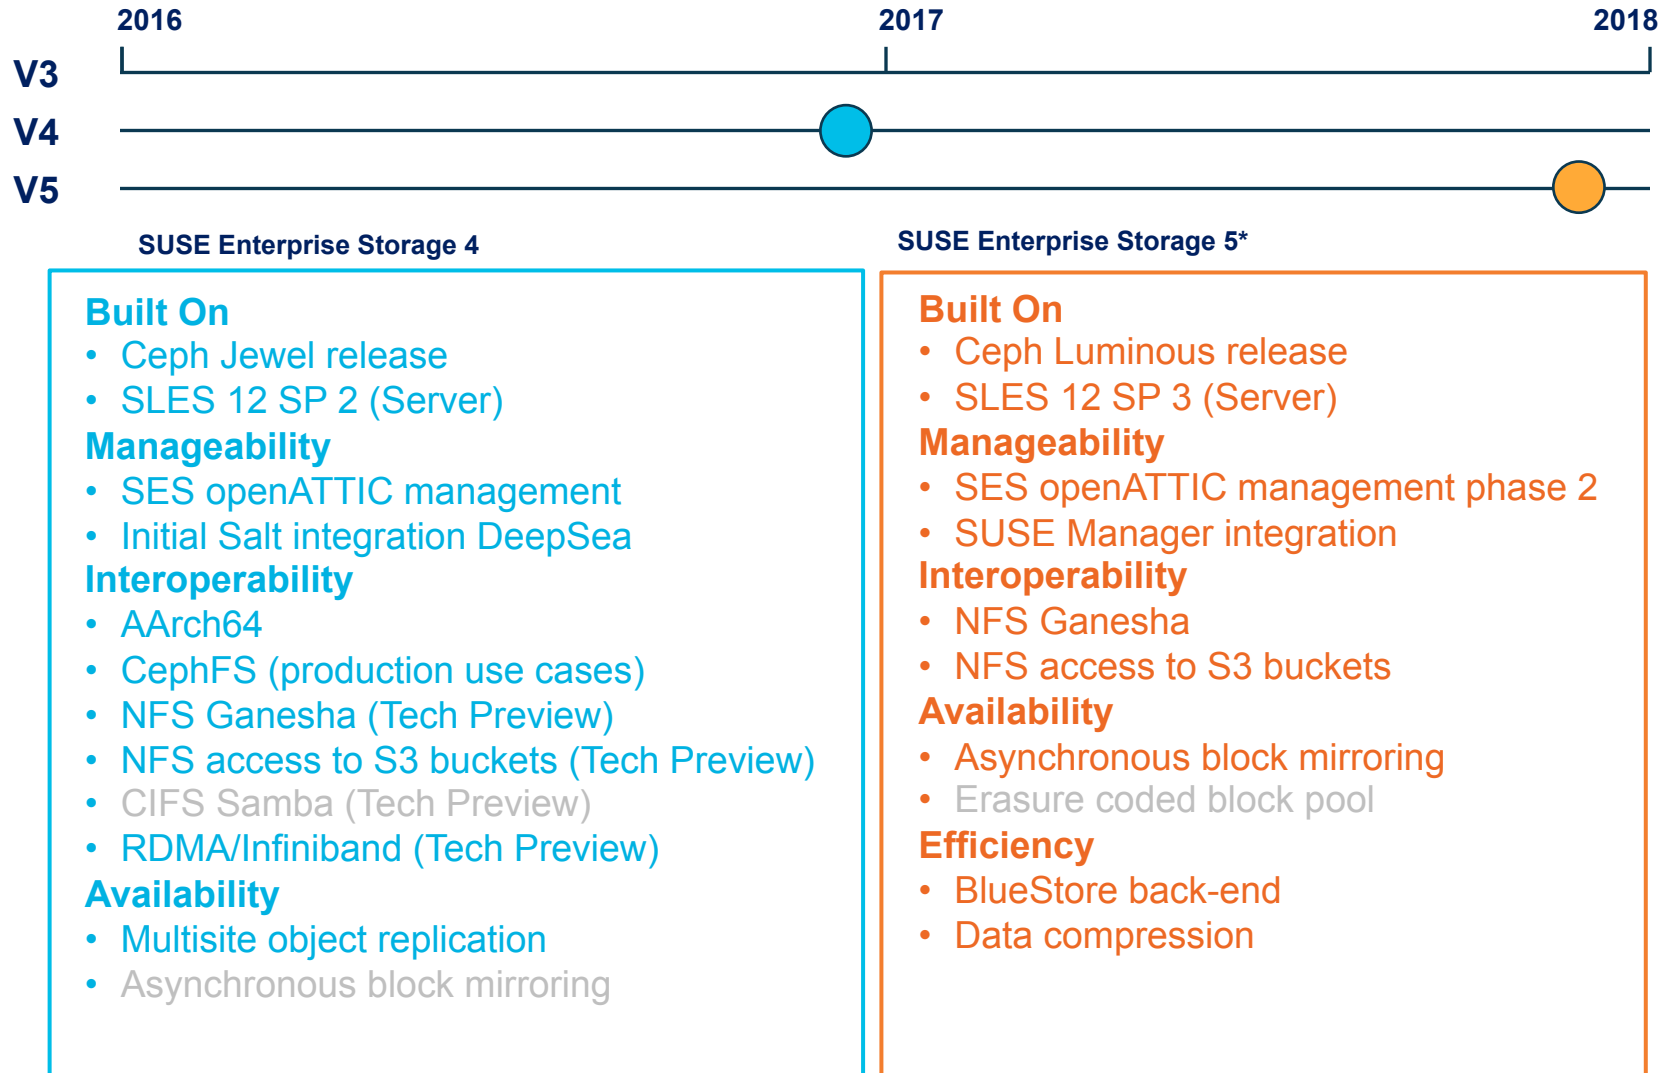 2016 2017 2018
V3
V4
V5
SUSE Enterprise Storage 4
Built On
• Ceph Jewel release
• SLES 12 SP 2 (Server)
Manageability
• SES openATTIC management
• Initial Salt integration DeepSea
Interoperability
• AArch64
• CephFS (production use cases)
• NFS Ganesha (Tech Preview)
• NFS access to S3 buckets (Tech Preview)
• CIFS Samba (Tech Preview)
• RDMA/Infiniband (Tech Preview)
Availability
• Multisite object replication
• Asynchronous block mirroring
SUSE Enterprise Storage 5*
Built On
• Ceph Luminous release
• SLES 12 SP 3 (Server)
Manageability
• SES openATTIC management phase 2
• SUSE Manager integration
Interoperability
• NFS Ganesha
• NFS access to S3 buckets
Availability
• Asynchronous block mirroring
• Erasure coded block pool
Efficiency
• BlueStore back-end
• Data compression